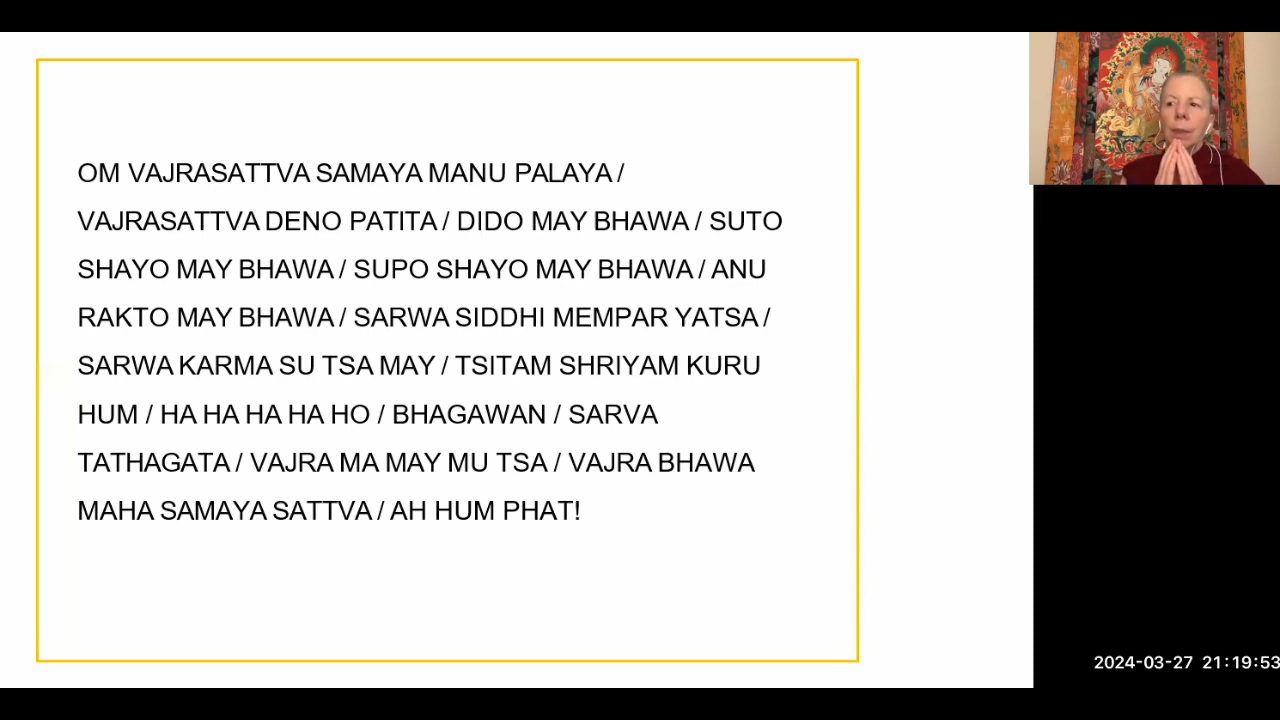 OM VAJRASATTVA SAMAYA MANU PALAYA /
VAJRASATTVA DENO PATITA / DIDO MAY BHAWA / SUTO
SHAYO MAY BHAWA / SUPO SHAYO MAY BHAWA / ANU
RAKTO MAY BHAWA / SARWA SIDDHI MEMPAR YATSA /
SARWA KARMA SU TSA MAY / TSITAM SHRIYAM KURU
HUM / HA HA HA HA HO / BHAGAWAN / SARVA
TATHAGATA / VAJRA MA MAY MU TSA / VAJRA BHAWA
MAHA SAMAYA SATTVA / AH HUM PHAT!
2024-03-27 21:19:53